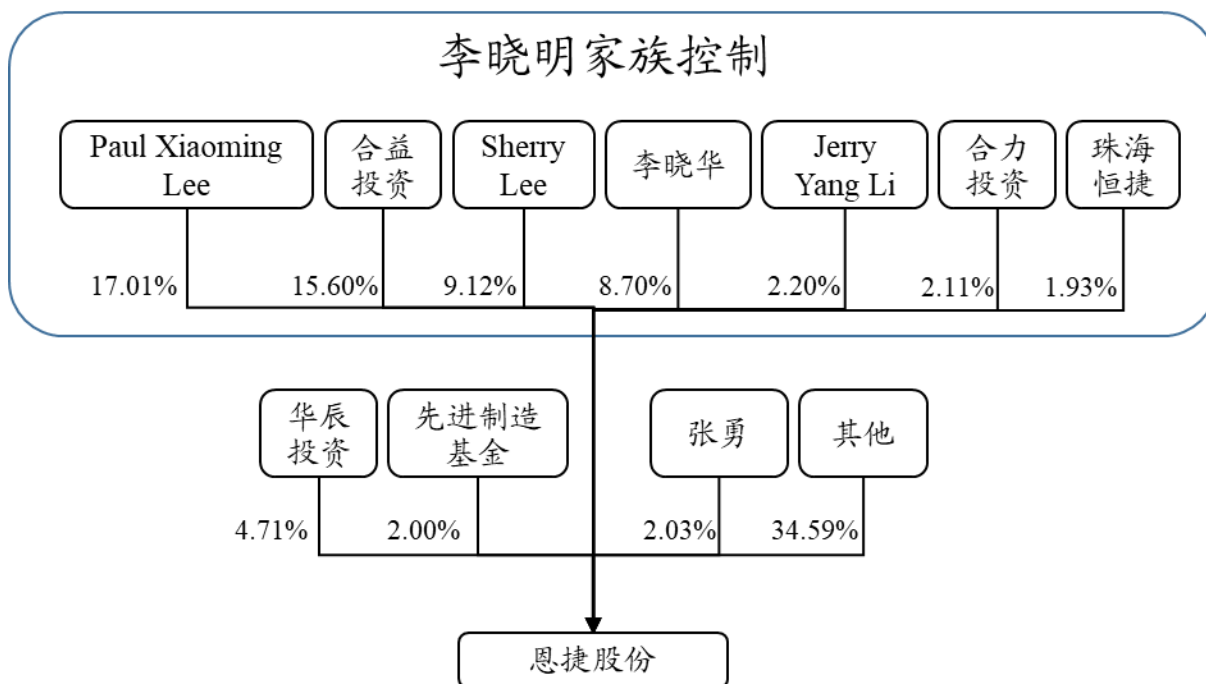 李晓明家族控制
Paul Xiaoming
Lee
合益
投资
Sherry
Lee
李晓华
Jerry
Yang Li
合力
投资
珠海
恒捷
17.01%
15.60%
9.12%
8.70%
2.20%
2.11%
1.93%
华辰
投资
先进制造
基金
张勇
其他
4.71%
2.00%
2.03%
34.59%
恩捷股份